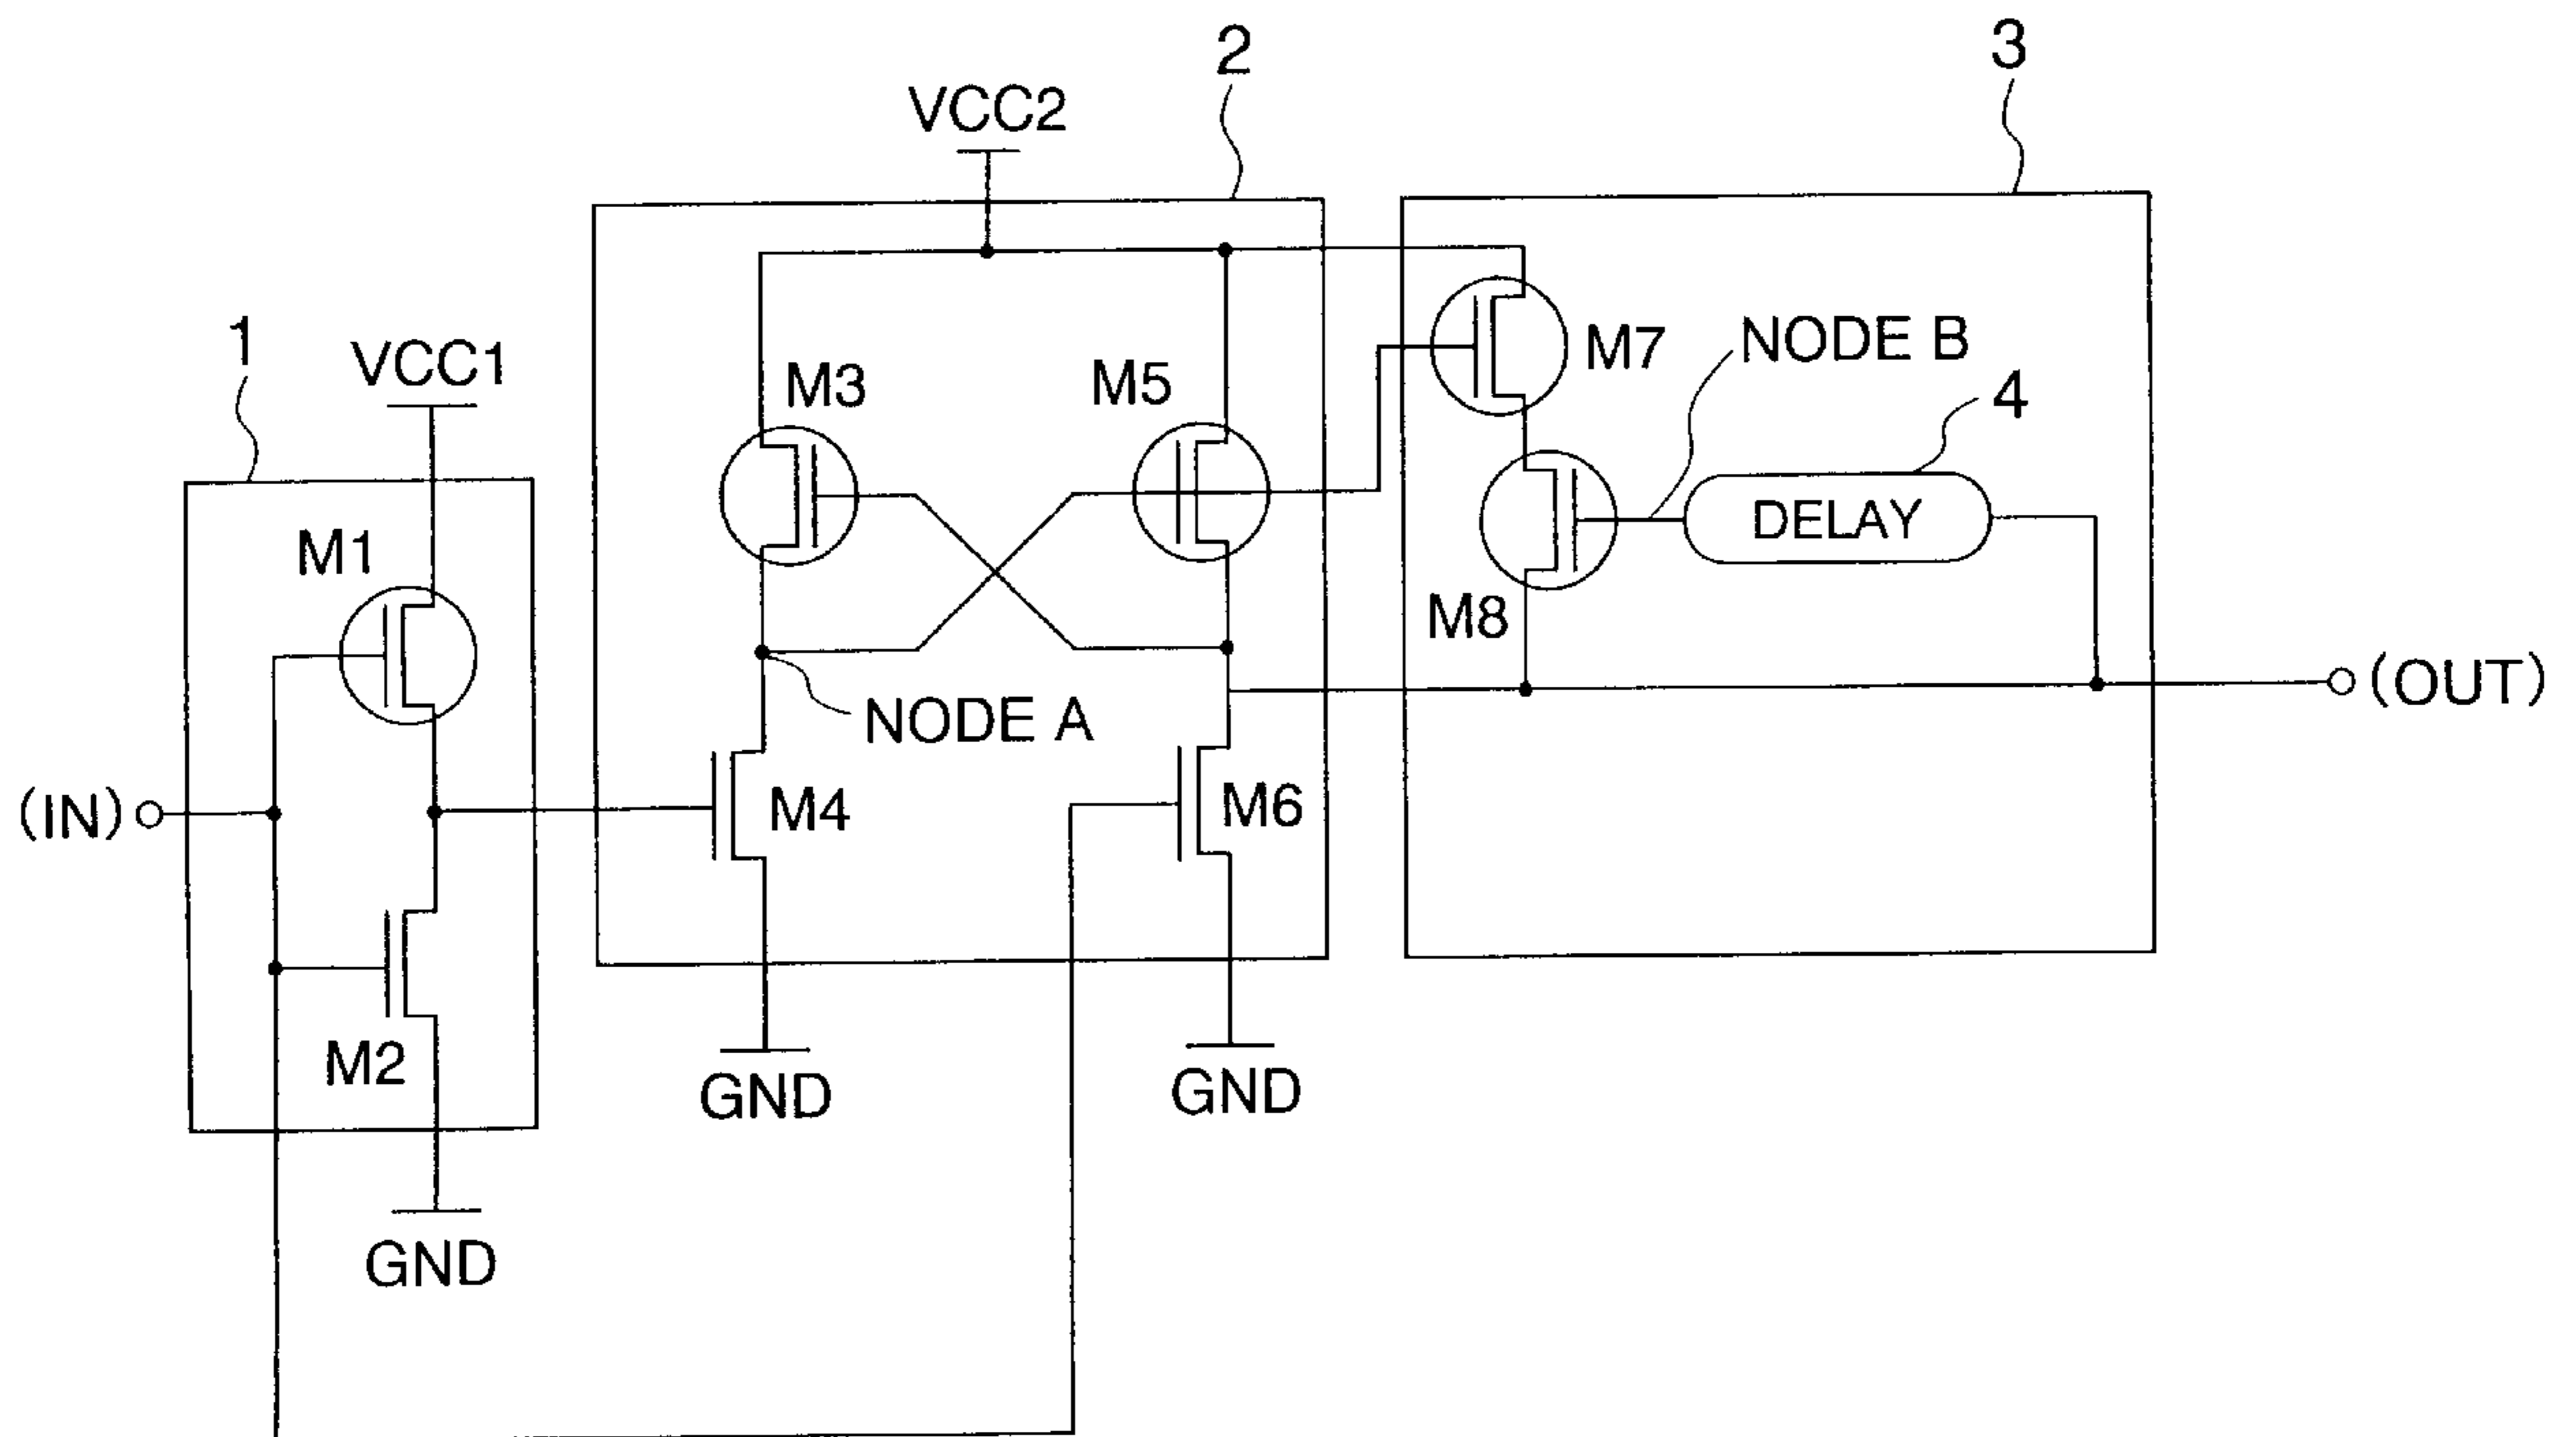 2
3
VCC2
1
VCC1
M3
M5
M7
NODE B
4
DELAY
M1
M8
NODE A
(OUT)
(IN)
M4
M6
M2
GND
GND
GND